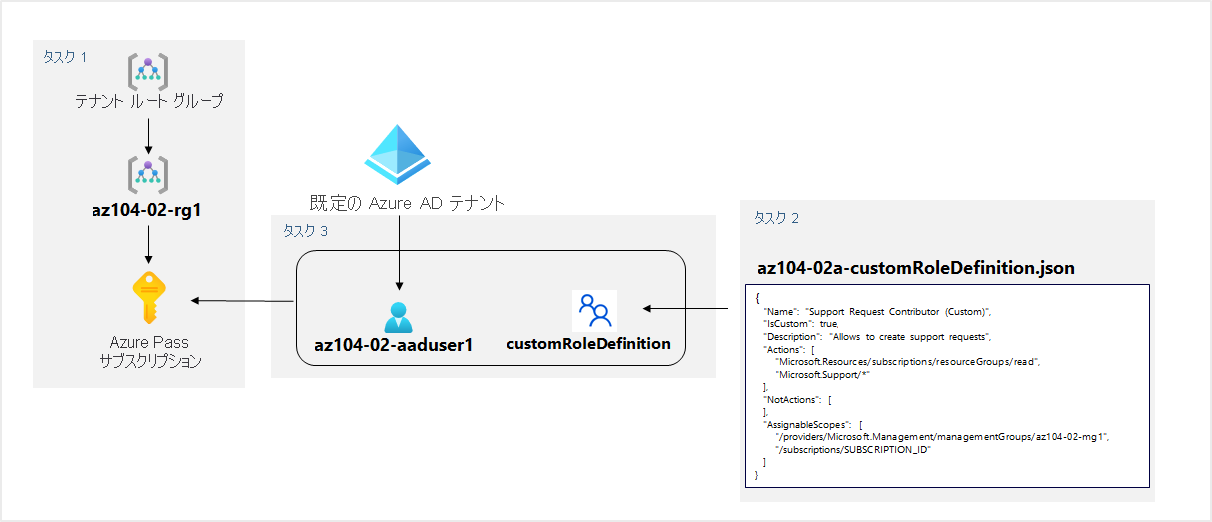 タスク 1
テナント ルート グループ
az104-02-rg1
Azure Pass
サブスクリプション
既定の Azure AD テナント
タスク 3
az104-02-aaduser1
customRoleDefinition
タスク 2
az104-02a-customRoleDefinition.json
{
"Name": "Support Request Contributor (Custom)",
"IsCustom": true,
"Description": "Allows to create support requests",
"Actions": [
"Microsoft.Resources/subscriptions/resourceGroups/read",
"Microsoft.Support/*"
],
"NotActions": [
],
"AssignableScopes": [
"/providers/Microsoft.Management/managementGroups/az104-02-mg1",
"/subscriptions/SUBSCRIPTION_ID"
]
}